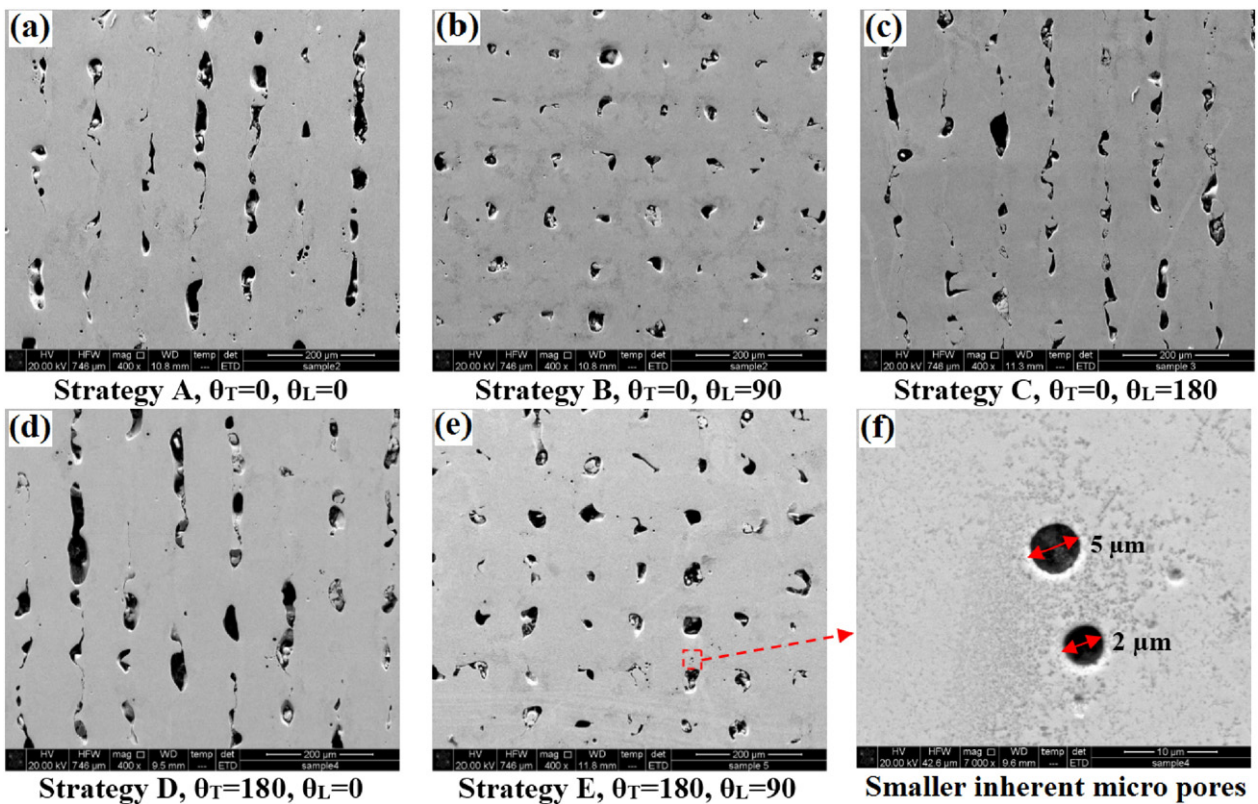 (a)
(b)
(c)
HV HFW mag □ WD temp det 200 µm
20.00 kV 746 µm 400 x 10.8 mm --- ETD sample2
HV HFW mag □ WD temp det 200 µm
20.00 kV 746 µm 400 x 10.8 mm --- ETD sample2
HV HFW mag □ WD temp det 200 µm
20.00 kV 746 µm 400 x 11.3 mm --- ETD sample 3
Strategy A, θT=0, θL=0
Strategy B, θT=0, θL=90
Strategy C, θT=0, θL=180
(d)
(e)
(f)
5 µm
2 µm
HV HFW mag □ WD temp det 200 µm
20.00 kV 746 µm 400 x 9.5 mm --- ETD sample4
HV HFW mag □ WD temp det 200 µm
20.00 kV 746 µm 400 x 11.8 mm --- ETD sample 5
HV HFW mag □ WD temp det 10 µm
20.00 kV 42.6 µm 7 000 x 9.6 mm --- ETD sample4
Strategy D, θT=180, θL=0
Strategy E, θT=180, θL=90
Smaller inherent micro pores